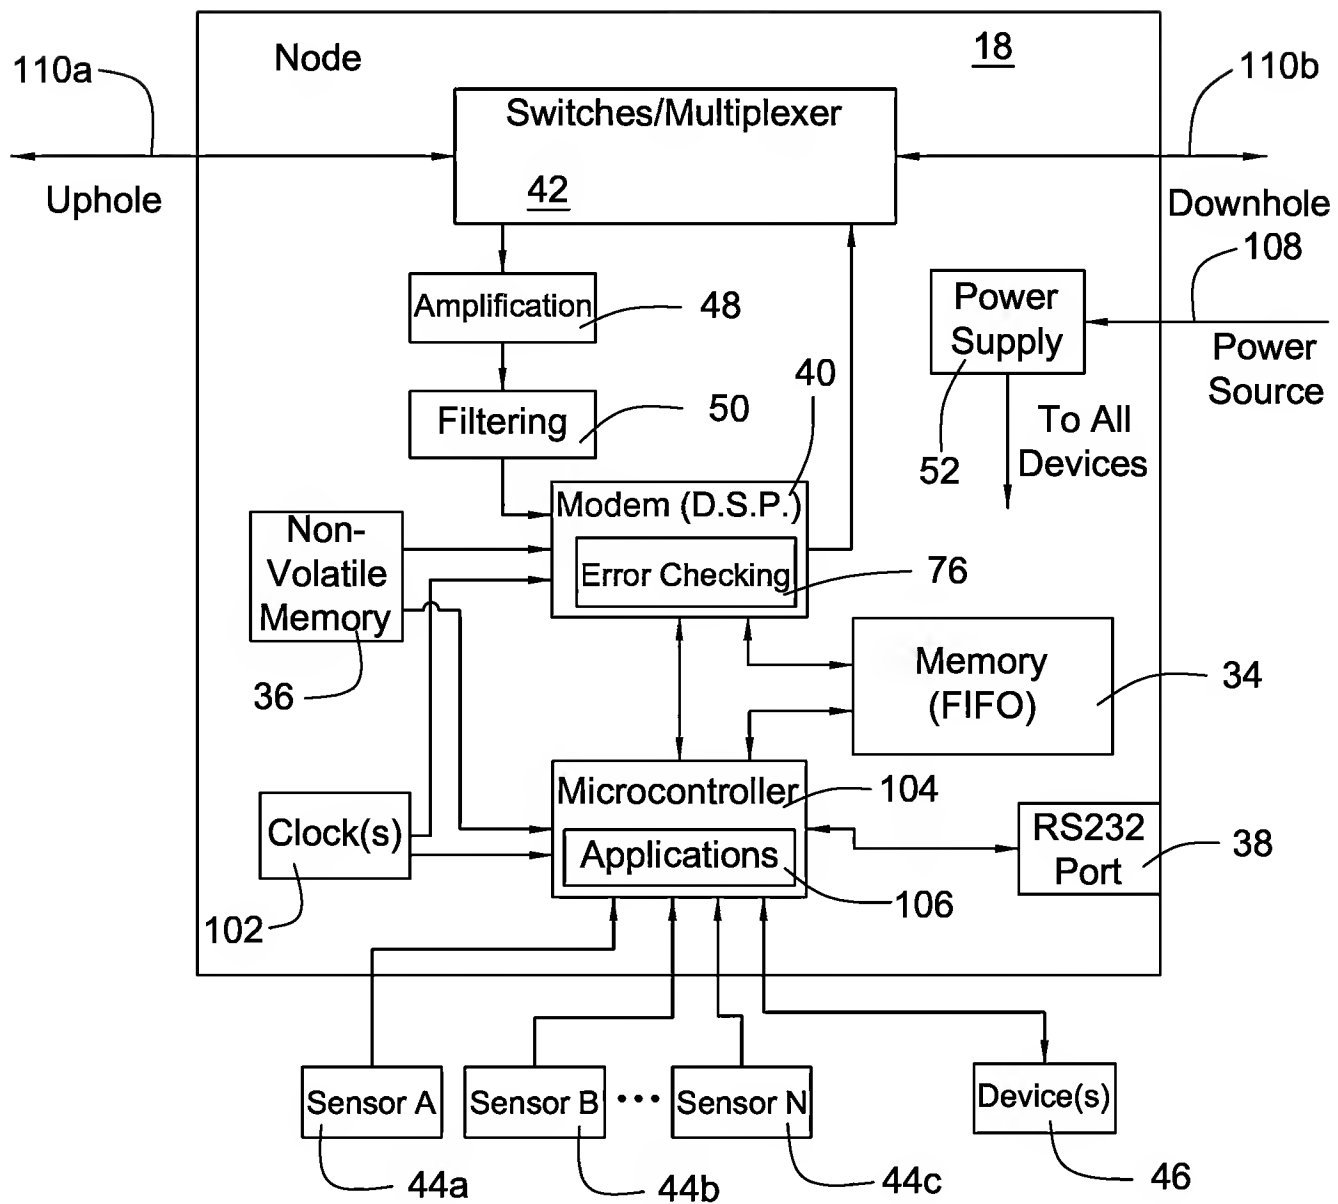 Node
18
110a
110b
Switches/Multiplexer
42
Uphole
Downhole
108
Amplification
48
Power
Supply
Power
Source
52
To All
Devices
Filtering
50
40
Modem (D.S.P.)
Error Checking
76
Non-
Volatile
Memory
36
Memory
(FIFO)
34
Microcontroller
104
Applications
106
Clock(s)
102
RS232
Port
38
Sensor A
Sensor B
•••
Sensor N
Device(s)
44a
44b
44c
46